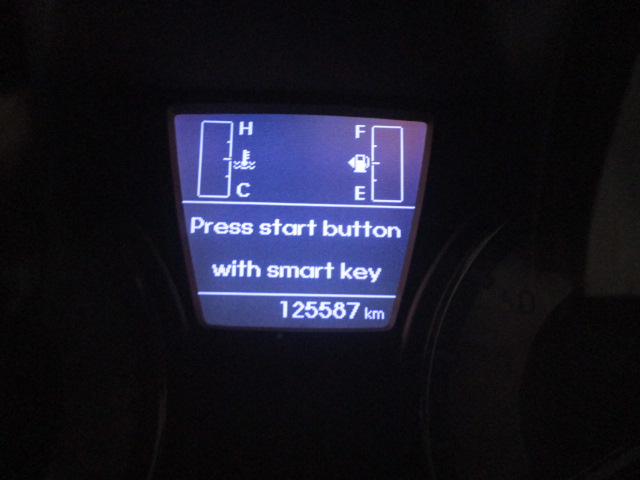 H F
C E
Press start button
with smart key
125587 km